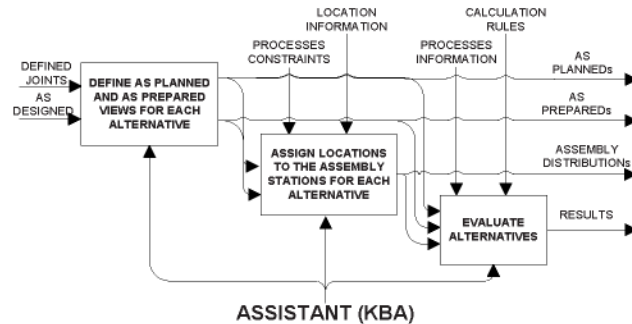 LOCATION
INFORMATION
CALCULATION
RULES
PROCESSES
CONSTRAINTS
PROCESSES
INFORMATION
DEFINED
JOINTS
AS
DESIGNED
DEFINE AS PLANNED
AND AS PREPARED
VIEWS FOR EACH
ALTERNATIVE
AS
PLANNEDs
AS
PREPAREDs
ASSIGN LOCATIONS
TO THE ASSEMBLY
STATIONS FOR EACH
ALTERNATIVE
ASSEMBLY
DISTRIBUTIONs
EVALUATE
ALTERNATIVES
RESULTS
ASSISTANT (KBA)